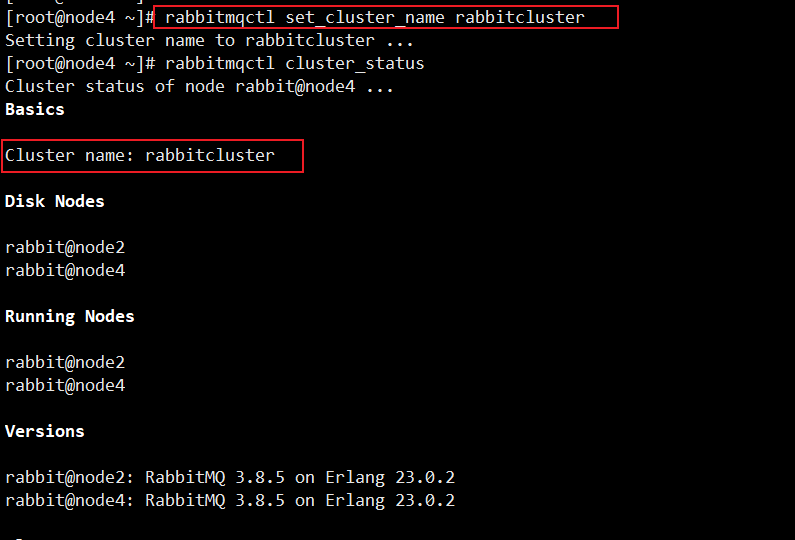 [root@node4 ~]# rabbitmqctl set_cluster_name rabbitcluster
Setting cluster name to rabbitcluster ...
[root@node4 ~]# rabbitmqctl cluster_status
Cluster status of node rabbit@node4 ...
Basics
Cluster name: rabbitcluster
Disk Nodes
rabbit@node2
rabbit@node4
Running Nodes
rabbit@node2
rabbit@node4
Versions
rabbit@node2: RabbitMQ 3.8.5 on Erlang 23.0.2
rabbit@node4: RabbitMQ 3.8.5 on Erlang 23.0.2